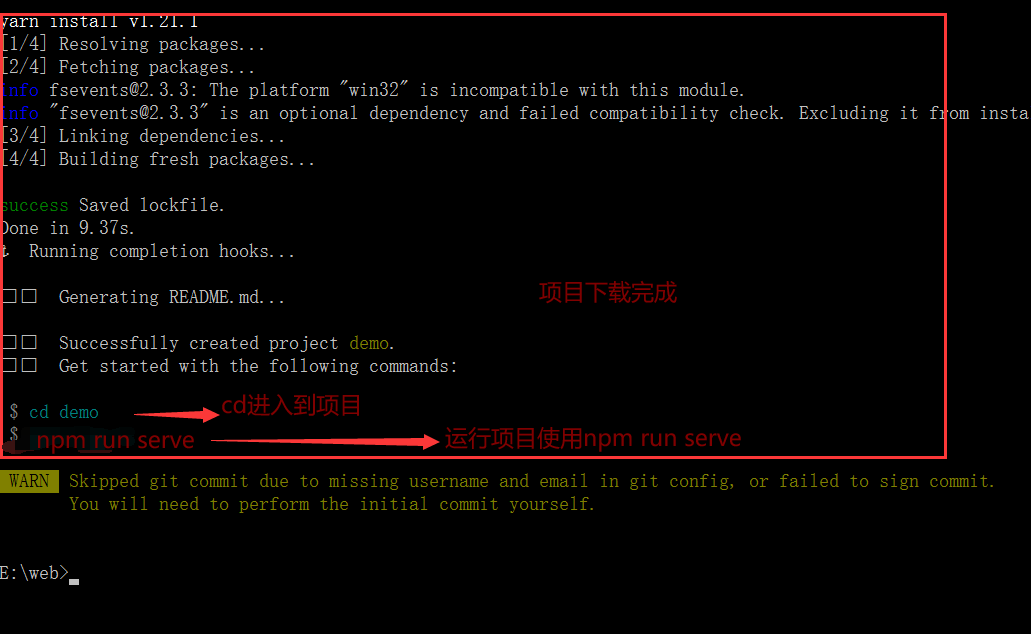 yarn install v1.21.1
[1/4] Resolving packages...
[2/4] Fetching packages...
info fsevents@2.3.3: The platform "win32" is incompatible with this module.
info "fsevents@2.3.3" is an optional dependency and failed compatibility check. Excluding it from insta
[3/4] Linking dependencies...
[4/4] Building fresh packages...
success Saved lockfile.
Done in 9.37s.
Running completion hooks...
Generating README.md...
项目下载完成
Successfully created project demo.
Get started with the following commands:
$ cd demo
cd进入到项目
$ npm run serve
运行项目使用npm run serve
WARN Skipped git commit due to missing username and email in git config, or failed to sign commit.
You will need to perform the initial commit yourself.
E:\web>